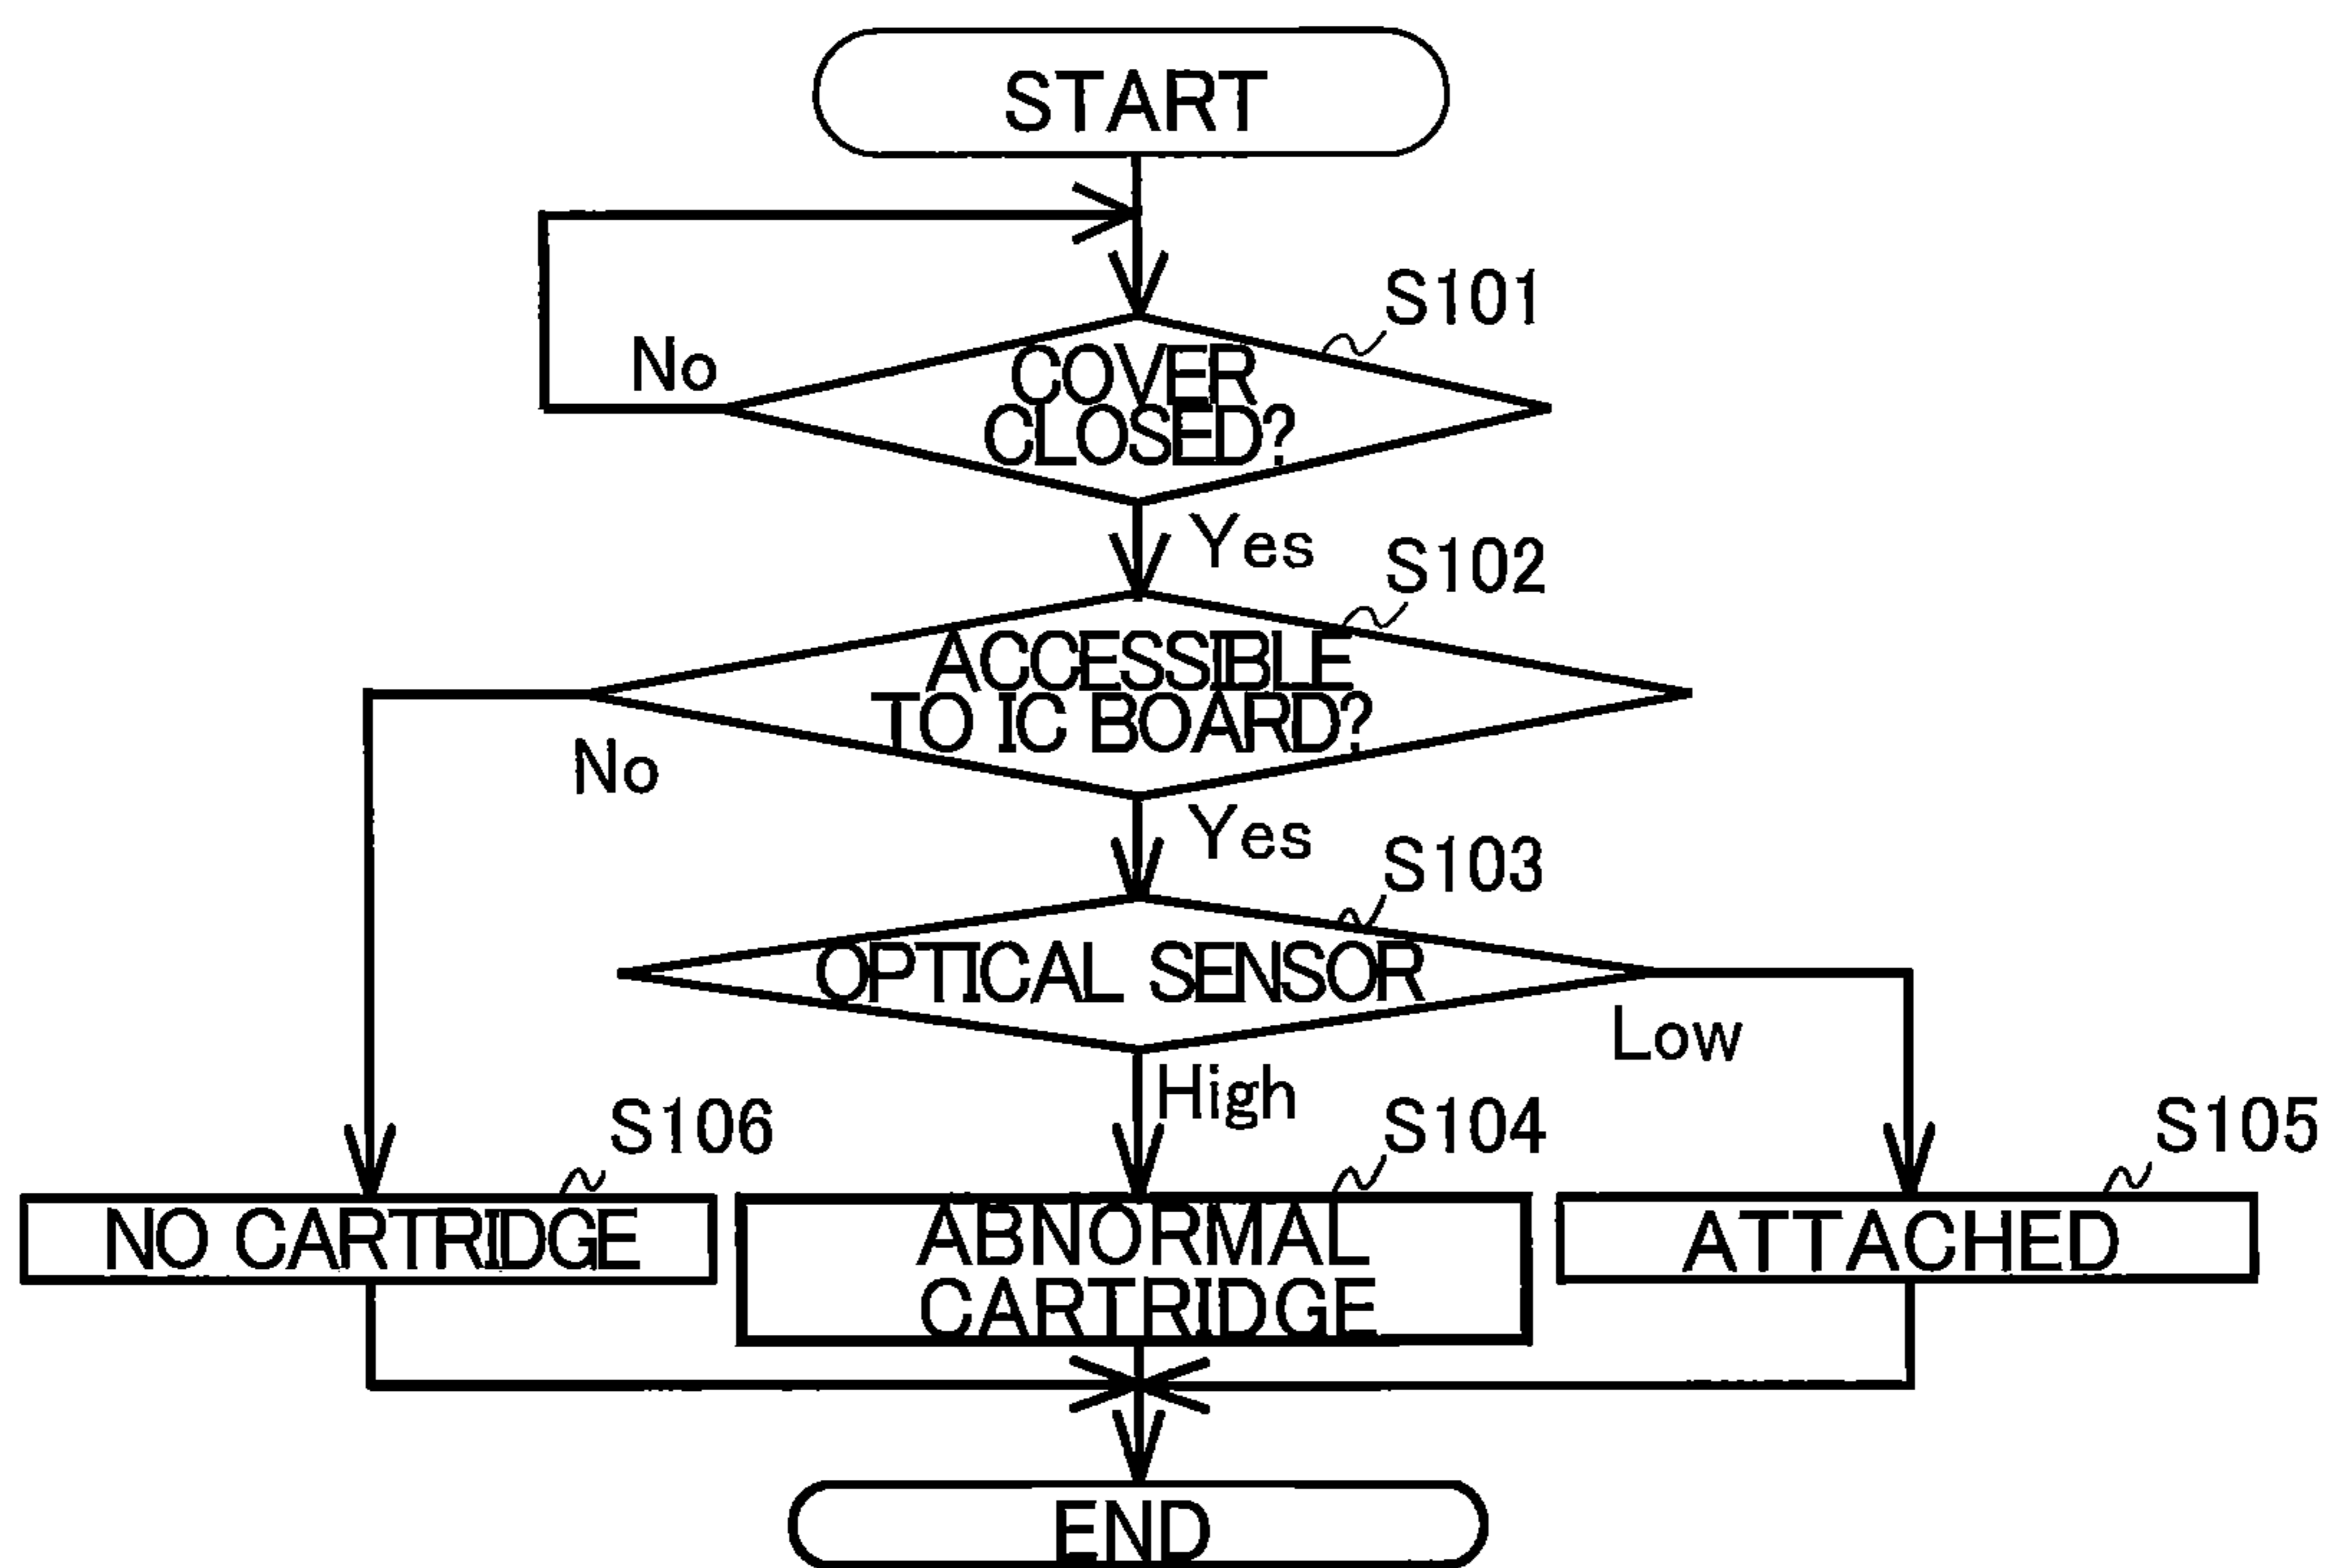 START
S101
No
COVER
CLOSED?
Yes
S102
ACCESSIBLE
TO IC BOARD?
No
Yes
S103
OPTICAL SENSOR
Low
High
S106
S104
S105
NO CARTRIDGE
ABNORMAL
CARTRIDGE
ATTACHED
END